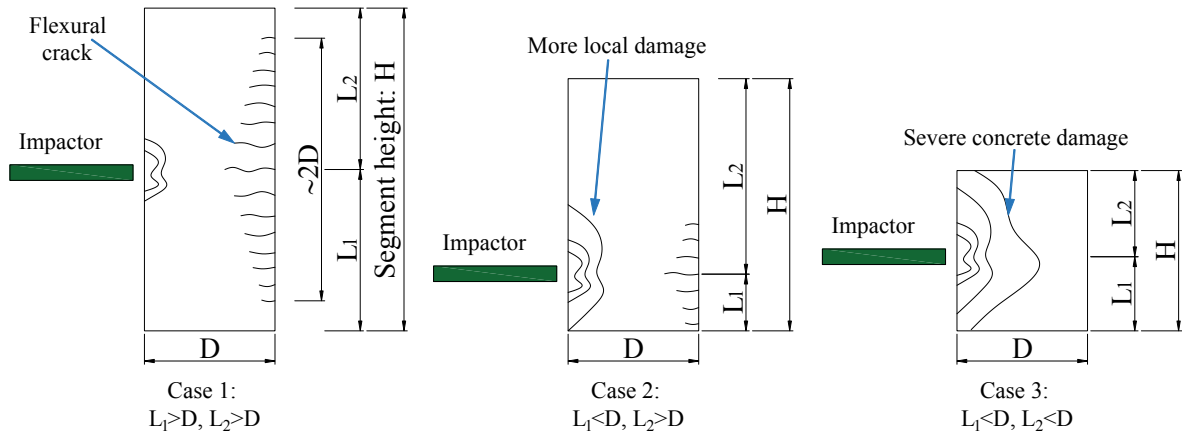 Flexural
crack
Impactor
~2D
L2
L1
Segment height: H
D
Case 1:
L1>D, L2>D
More local damage
Impactor
L2
L1
H
D
Case 2:
L1<D, L2>D
Severe concrete damage
Impactor
L2
L1
H
D
Case 3:
L1<D, L2<D